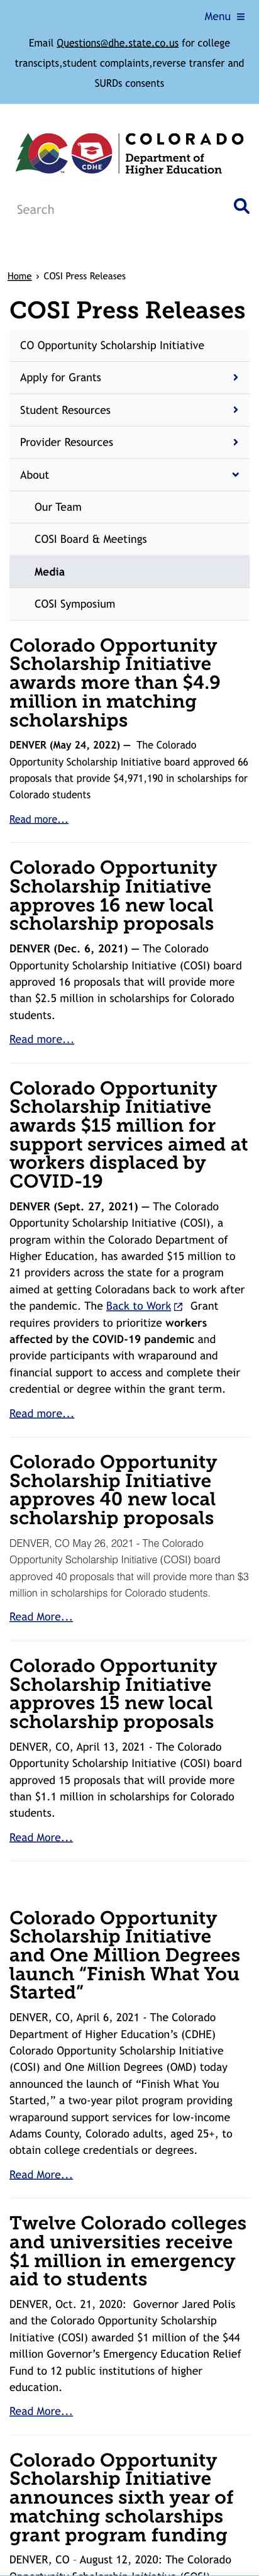 Menu
Email Questions@dhe.state.co.us for college
transcipts,student complaints,reverse transfer and
SURDs consents
COLORADO
Department of
Higher Education
CDHE
Search
Home › COSI Press Releases
COSI Press Releases
CO Opportunity Scholarship Initiative
Apply for Grants
Student Resources
Provider Resources
About
Our Team
COSI Board & Meetings
Media
COSI Symposium
Colorado Opportunity
Scholarship Initiative
awards more than $4.9
million in matching
scholarships
DENVER (May 24, 2022) — The Colorado
Opportunity Scholarship Initiative board approved 66
proposals that provide $4,971,190 in scholarships for
Colorado students
Read more...
Colorado Opportunity
Scholarship Initiative
approves 16 new local
scholarship proposals
DENVER (Dec. 6, 2021) — The Colorado
Opportunity Scholarship Initiative (COSI) board
approved 16 proposals that will provide more
than $2.5 million in scholarships for Colorado
students.
Read more...
Colorado Opportunity
Scholarship Initiative
awards $15 million for
support services aimed at
workers displaced by
COVID-19
DENVER (Sept. 27, 2021) — The Colorado
Opportunity Scholarship Initiative (COSI), a
program within the Colorado Department of
Higher Education, has awarded $15 million to
21 providers across the state for a program
aimed at getting Coloradans back to work after
the pandemic. The Back to Work Grant
requires providers to prioritize workers
affected by the COVID-19 pandemic and
provide participants with wraparound and
financial support to access and complete their
credential or degree within the grant term.
Read more...
Colorado Opportunity
Scholarship Initiative
approves 40 new local
scholarship proposals
DENVER, CO May 26, 2021 - The Colorado
Opportunity Scholarship Initiative (COSI) board
approved 40 proposals that will provide more than $3
million in scholarships for Colorado students.
Read More...
Colorado Opportunity
Scholarship Initiative
approves 15 new local
scholarship proposals
DENVER, CO, April 13, 2021 - The Colorado
Opportunity Scholarship Initiative (COSI) board
approved 15 proposals that will provide more
than $1.1 million in scholarships for Colorado
students.
Read More...
Colorado Opportunity
Scholarship Initiative
and One Million Degrees
launch “Finish What You
Started”
DENVER, CO, April 6, 2021 - The Colorado
Department of Higher Education’s (CDHE)
Colorado Opportunity Scholarship Initiative
(COSI) and One Million Degrees (OMD) today
announced the launch of “Finish What You
Started,” a two-year pilot program providing
wraparound support services for low-income
Adams County, Colorado adults, aged 25+, to
obtain college credentials or degrees.
Read More...
Twelve Colorado colleges
and universities receive
$1 million in emergency
aid to students
DENVER, Oct. 21, 2020: Governor Jared Polis
and the Colorado Opportunity Scholarship
Initiative (COSI) awarded $1 million of the $44
million Governor’s Emergency Education Relief
Fund to 12 public institutions of higher
education.
Read More...
Colorado Opportunity
Scholarship Initiative
announces sixth year of
matching scholarships
grant program funding
DENVER, CO – August 12, 2020: The Colorado
Opportunity Scholarship Initiative (COSI)